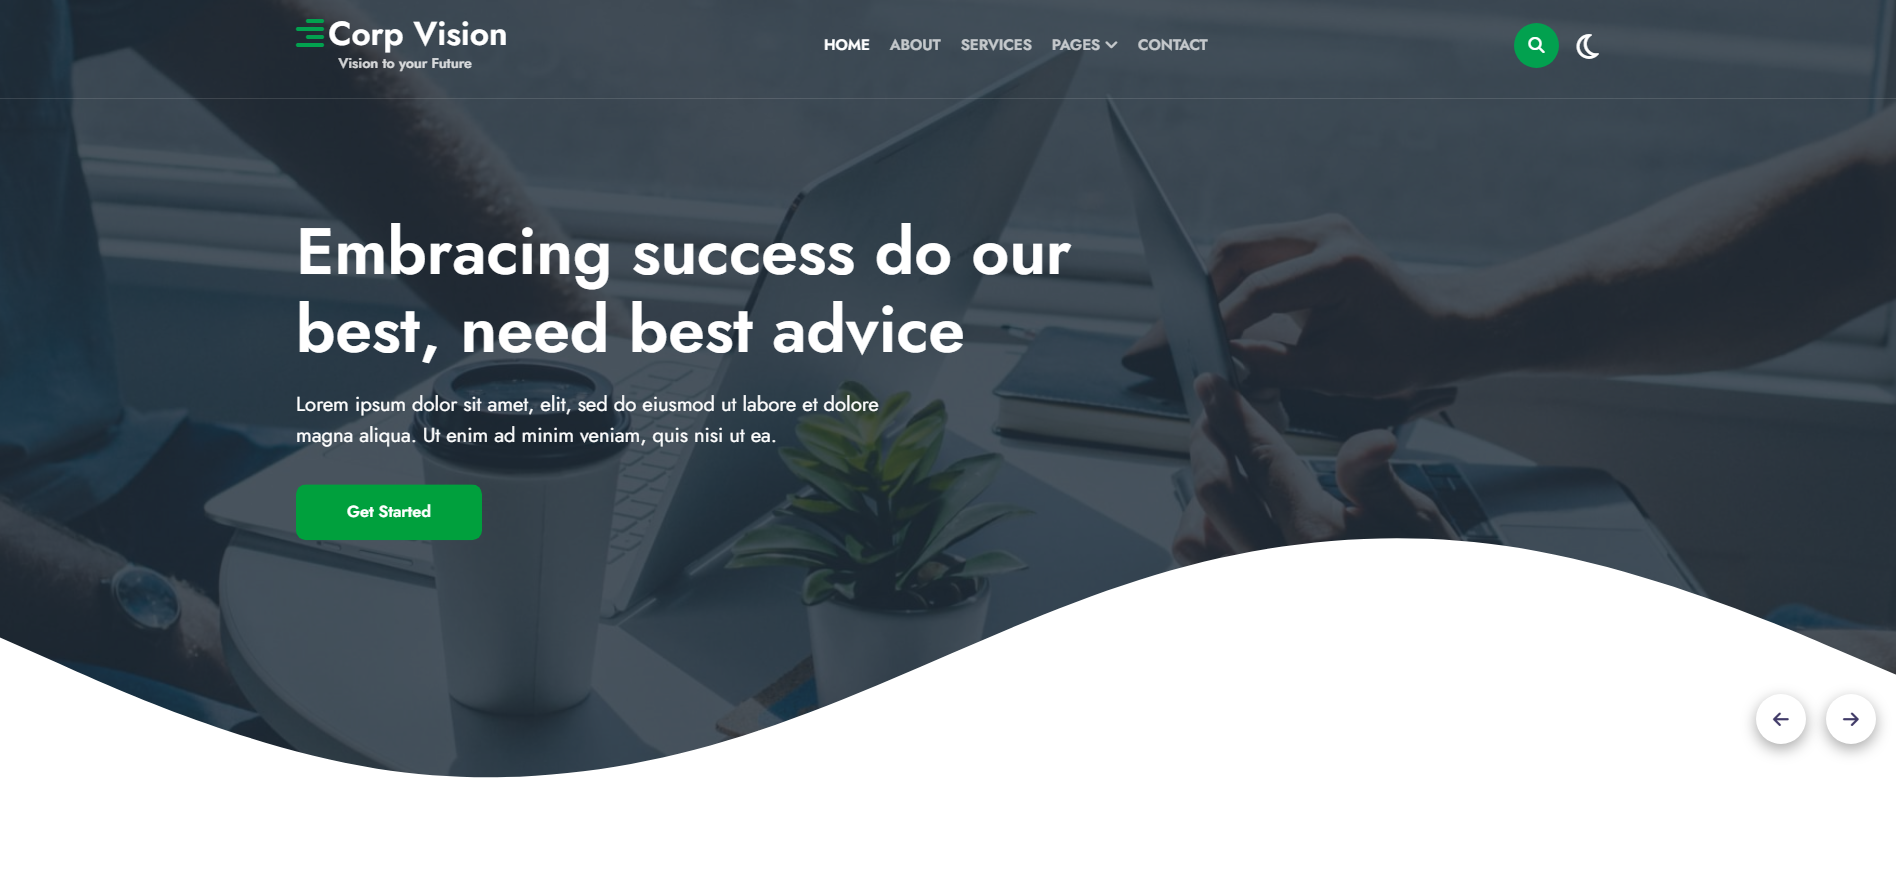 Corp Vision
Vision to your Future
HOME ABOUT SERVICES PAGES CONTACT
Embracing success do our
best, need best advice
Lorem ipsum dolor sit amet, elit, sed do eiusmod ut labore et dolore
magna aliqua. Ut enim ad minim veniam, quis nisi ut ea.
Get Started